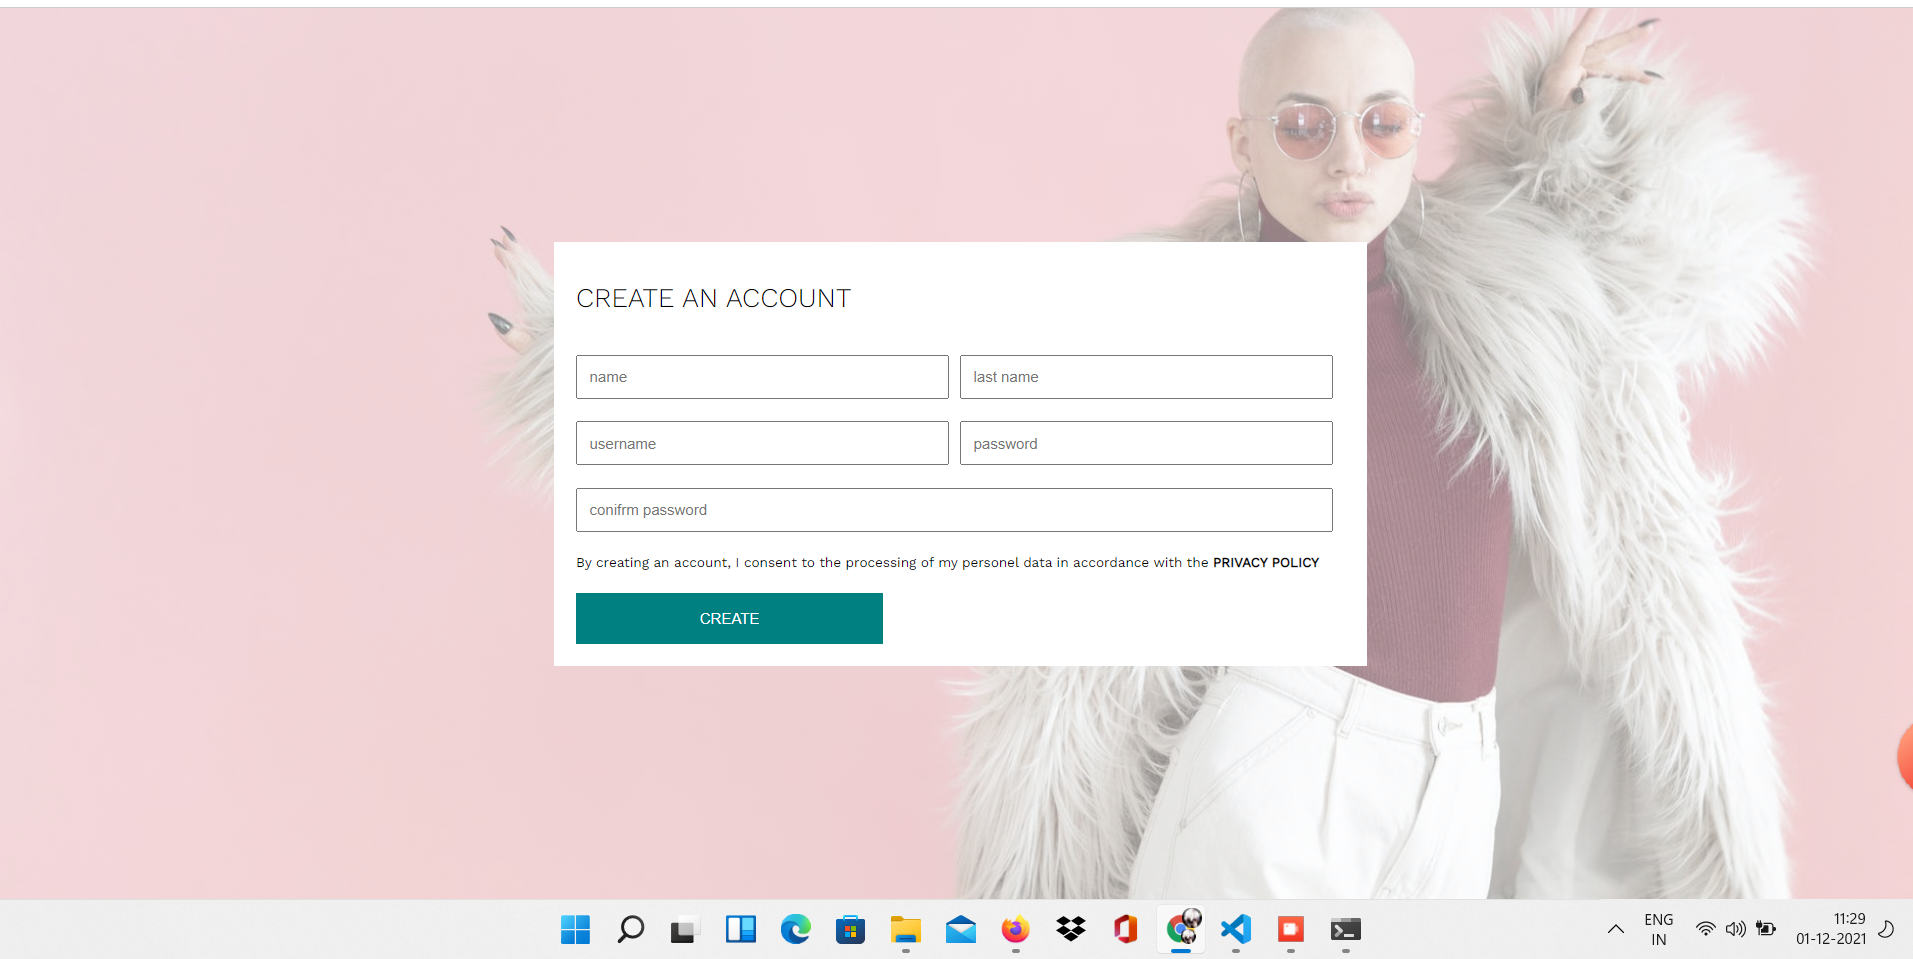 CREATE AN ACCOUNT
name
last name
username
password
conifrm password
By creating an account, I consent to the processing of my personel data in accordance with the PRIVACY POLICY
CREATE
ENG
IN
11:29
01-12-2021